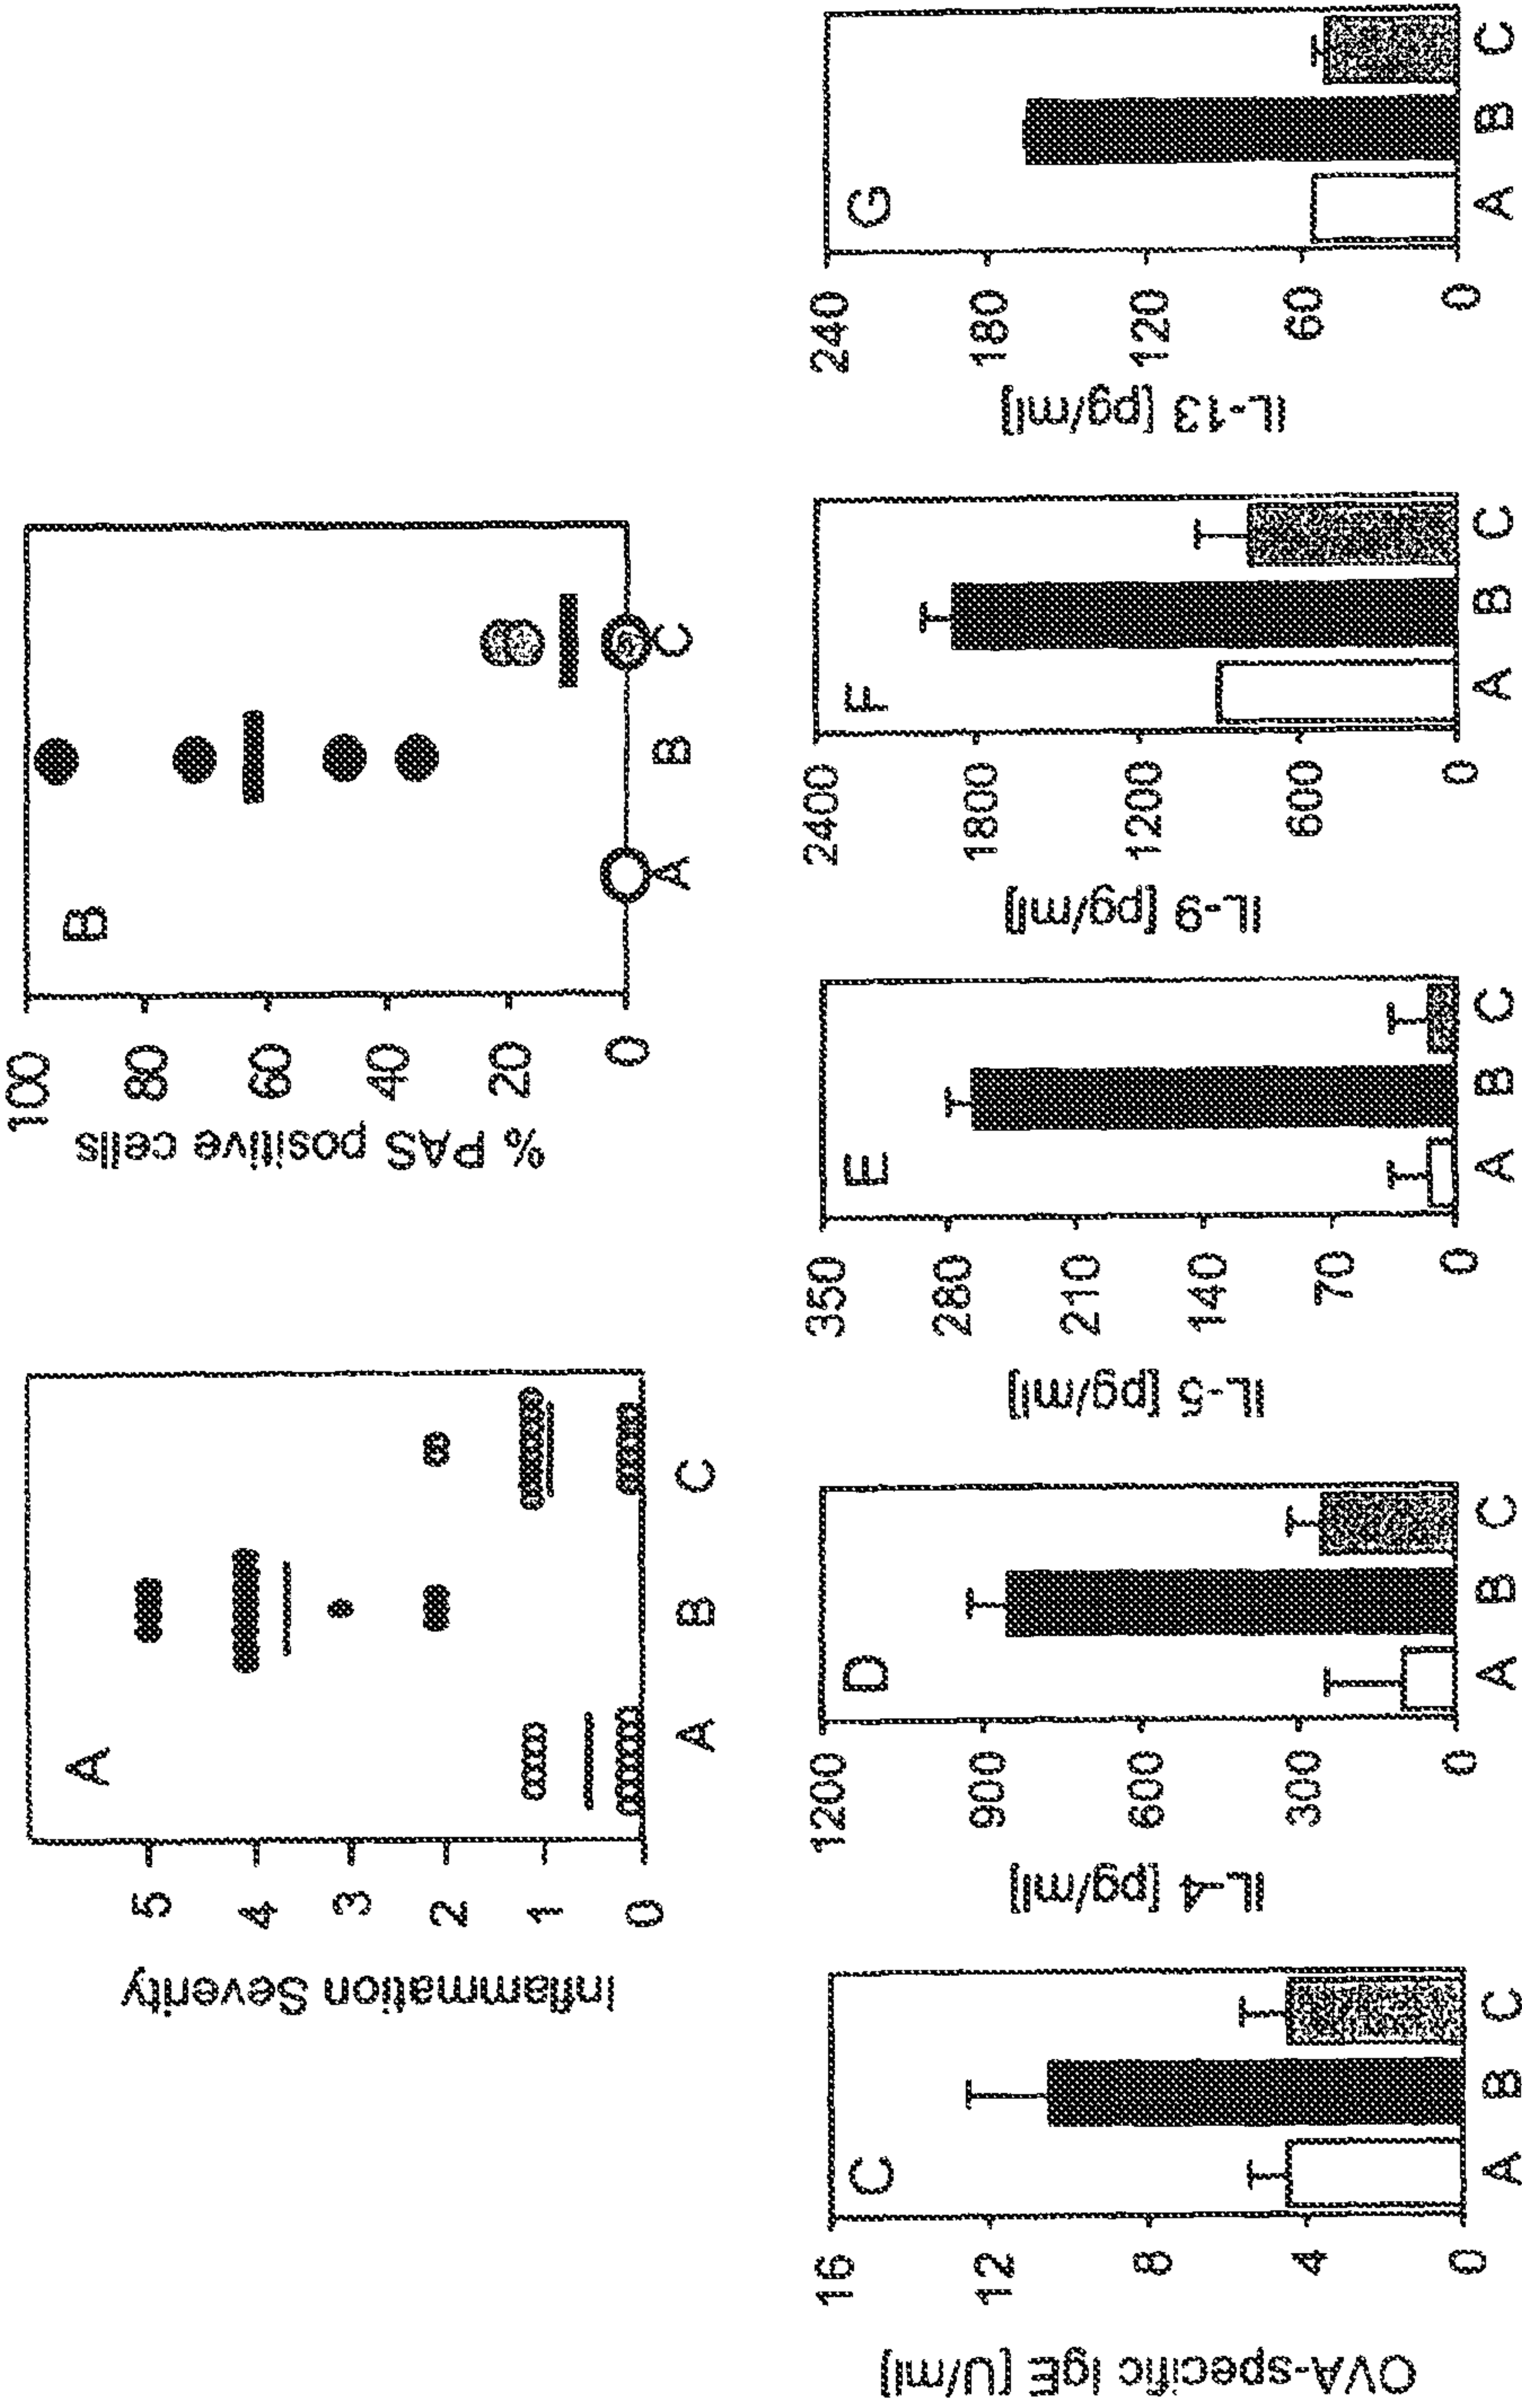 A
Inflammation Severity
5
4
3
2
1
0
A B C
B
% PAS positive cells
100
80
60
40
20
0
A B C
C
OVA-specific IgE [U/ml]
16
12
8
4
0
A B C
D
IL-4 [pg/ml]
1200
900
600
300
0
A B C
E
IL-5 [pg/ml]
350
280
210
140
70
0
A B C
F
IL-9 [pg/ml]
2400
1800
1200
600
0
A B C
G
IL-13 [pg/ml]
240
180
120
60
0
A B C